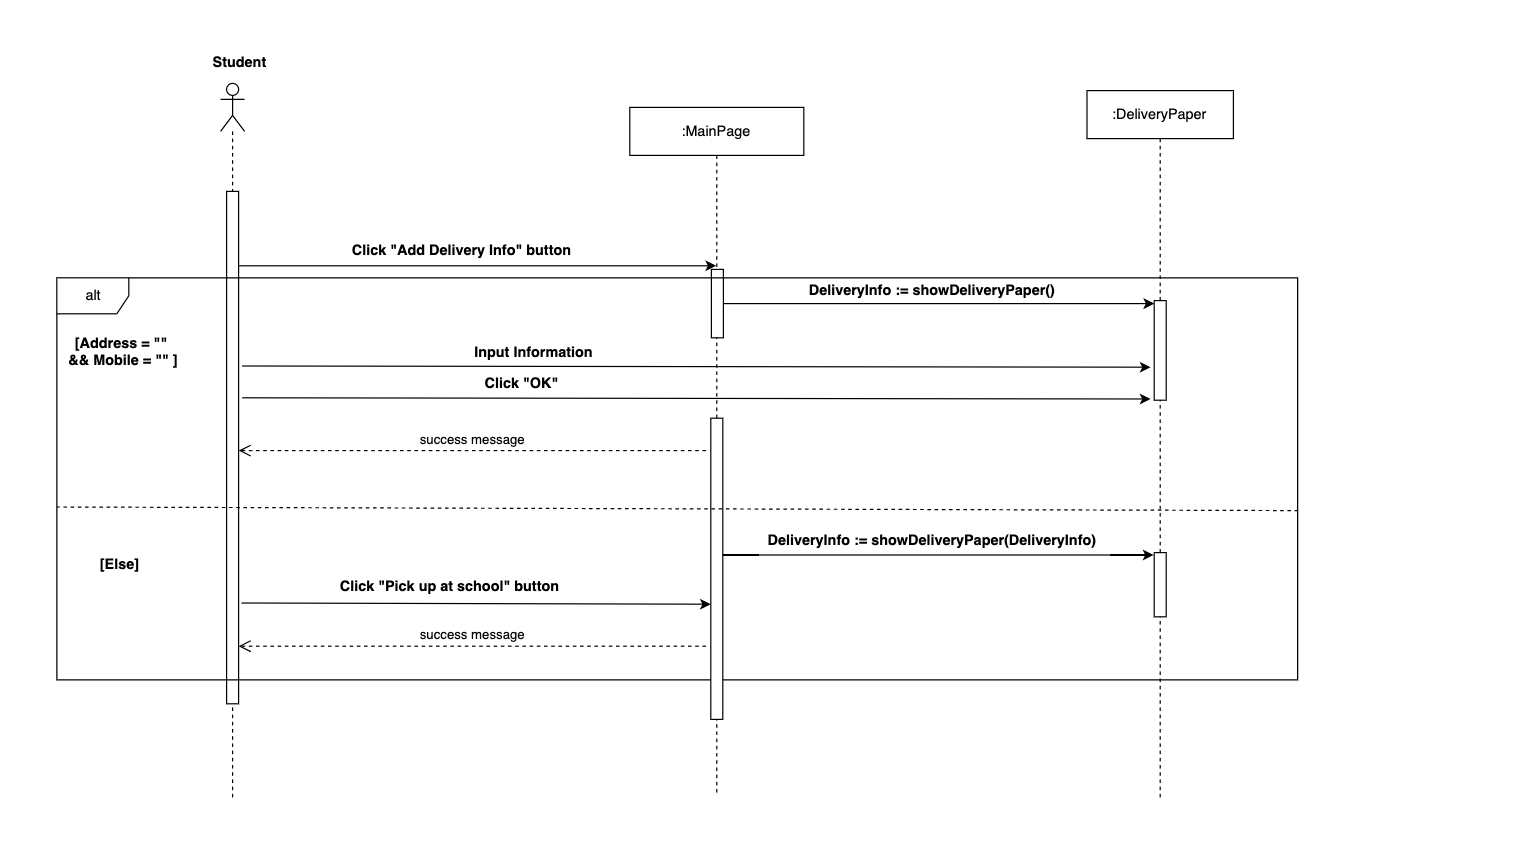 Student
:MainPage
:DeliveryPaper
Click "Add Delivery Info" button
alt
DeliveryInfo := showDeliveryPaper()
[Address = ""
&& Mobile = "" ]
Input Information
Click "OK"
success message
DeliveryInfo := showDeliveryPaper(DeliveryInfo)
[Else]
Click "Pick up at school" button
success message